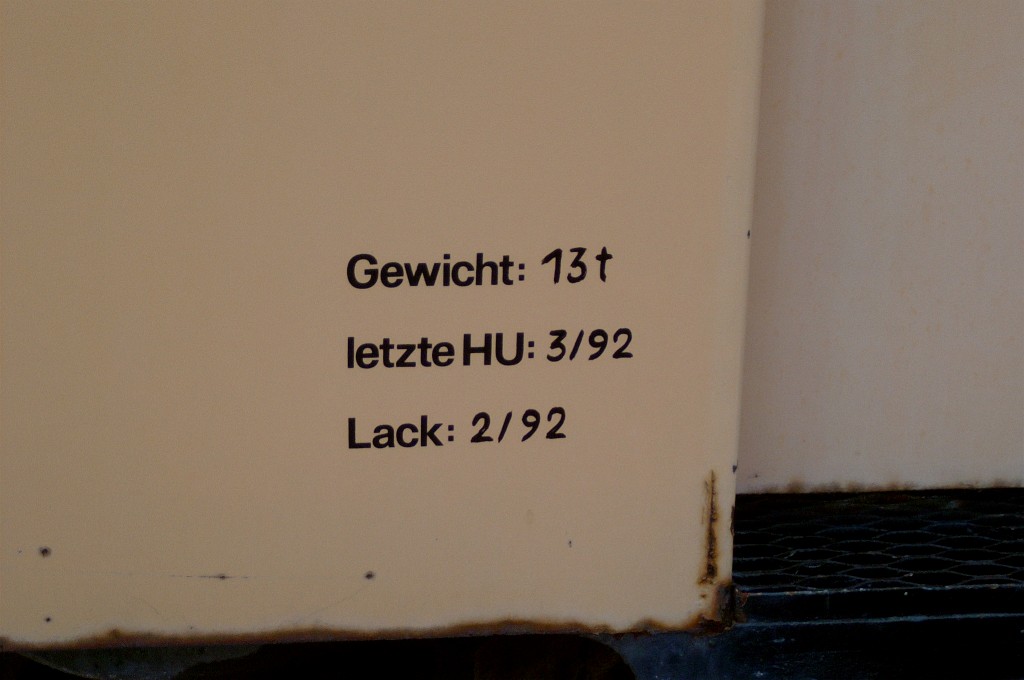 Gewicht: 13t
letzte HU: 3/92
Lack: 2/92